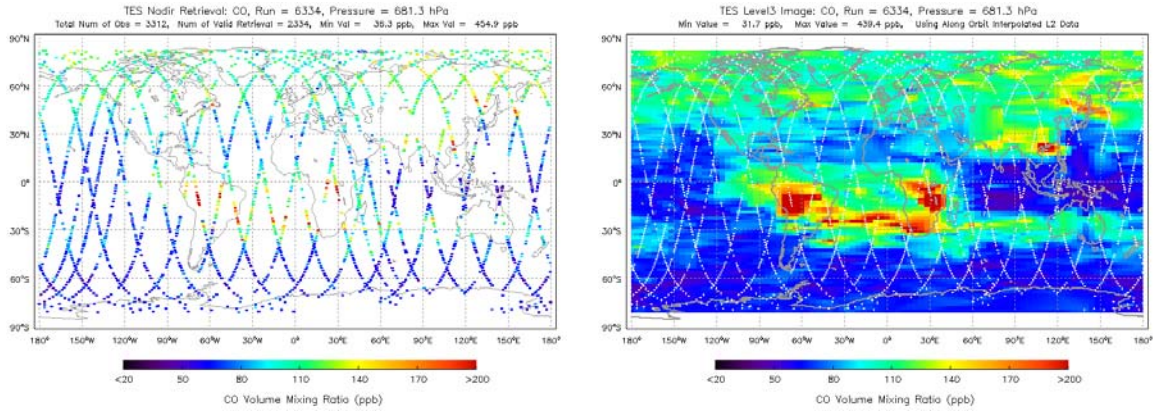 TES Nadir Retrieval: CO, Run = 6334, Pressure = 681.3 hPa
Total Num of Obs = 3312, Num of Valid Retrieval = 2334, Min Val = 36.3 ppb, Max Val = 454.9 ppb
90°N
60°N
30°N
0°
30°S
60°S
90°S
180° 150°W 120°W 90°W 60°W 30°W 0° 30°E 60°E 90°E 120°E 150°E 180°
<20 50 80 110 140 170 >200
CO Volume Mixing Ratio (ppb)
TES Level3 Image: CO, Run = 6334, Pressure = 681.3 hPa
Min Value = 31.7 ppb, Max Value = 439.4 ppb, Using Along Orbit Interpolated L2 Data
90°N
60°N
30°N
0°
30°S
60°S
90°S
180° 150°W 120°W 90°W 60°W 30°W 0° 30°E 60°E 90°E 120°E 150°E 180°
<20 50 80 110 140 170 >200
CO Volume Mixing Ratio (ppb)